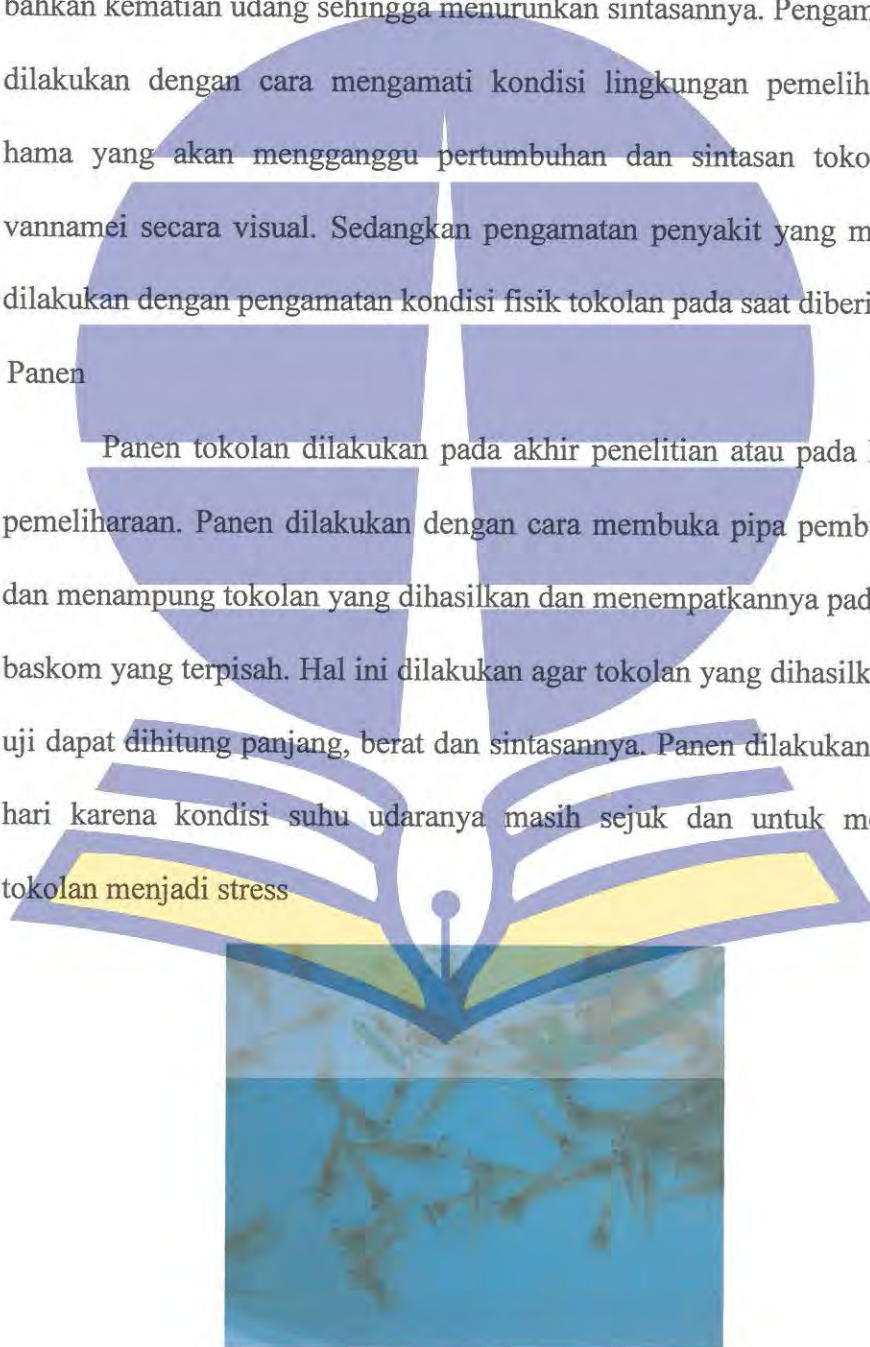 bahkan kematian udang sehingga menurunkan sintasannya. Pengam
dilakukan dengan cara mengamati kondisi lingkungan pemelih
hama yang akan mengganggu pertumbuhan dan sintasan toko
vannamei secara visual. Sedangkan pengamatan penyakit yang m
dilakukan dengan pengamatan kondisi fisik tokolan pada saat diberi
Panen
Panen tokolan dilakukan pada akhir penelitian atau pada
pemeliharaan. Panen dilakukan dengan cara membuka pipa pemb
dan menampung tokolan yang dihasilkan dan menempatkannya pad
baskom yang terpisah. Hal ini dilakukan agar tokolan yang dihasilk
uji dapat dihitung panjang, berat dan sintasannya. Panen dilakukan
hari karena kondisi suhu udaranya masih sejuk dan untuk m
tokolan menjadi stress